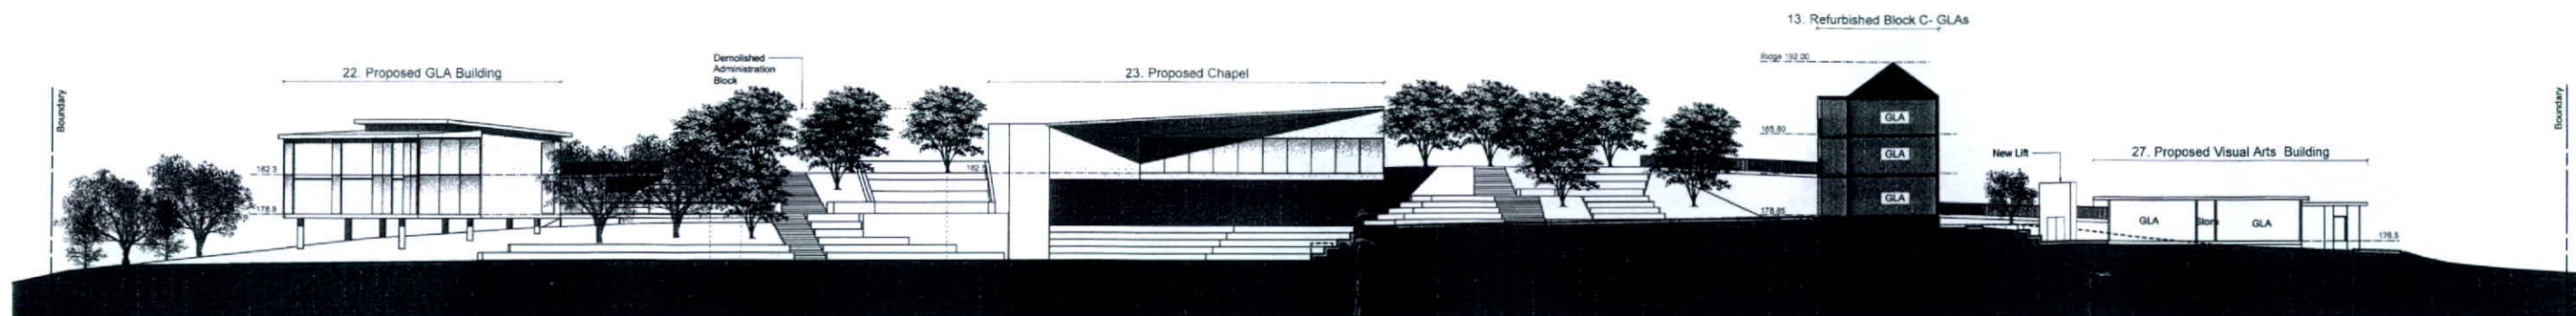 13. Refurbished Block C- GLAs
Ridge 192.00
Demolished
Administration
Block
22. Proposed GLA Building
23. Proposed Chapel
Boundary
Boundary
GLA
165.80
GLA
New Lift
27. Proposed Visual Arts Building
182.3
182.
GLA
178.9
178.85
GLA
Store
GLA
176.5